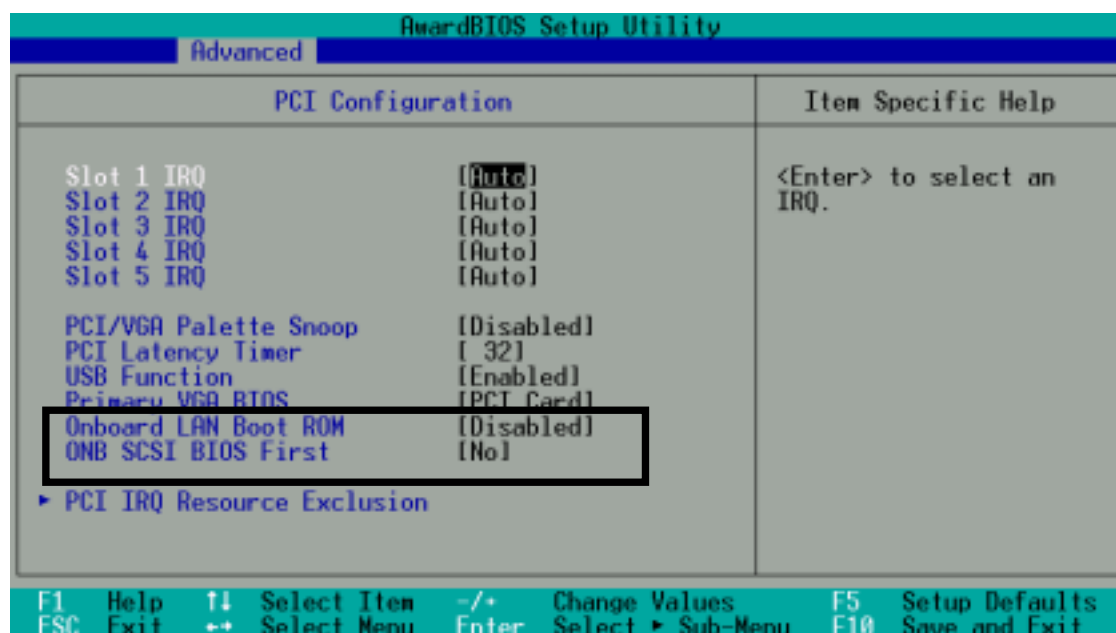 AwardBIOS Setup Utility
Advanced
PCI Configuration
Item Specific Help
Slot 1 IRQ [Auto]
Slot 2 IRQ [Auto]
Slot 3 IRQ [Auto]
Slot 4 IRQ [Auto]
Slot 5 IRQ [Auto]
<Enter> to select an
IRQ.
PCI/VGA Palette Snoop [Disabled]
PCI Latency Timer [ 32]
USB Function [Enabled]
Primary VGA BIOS [PCI Card]
Onboard LAN Boot ROM [Disabled]
ONB SCSI BIOS First [No]
▸ PCI IRQ Resource Exclusion
F1 Help ↑↓ Select Item -/+ Change Values F5 Setup Defaults
ESC Exit ←→ Select Menu Enter Select ▸ Sub-Menu F10 Save and Exit